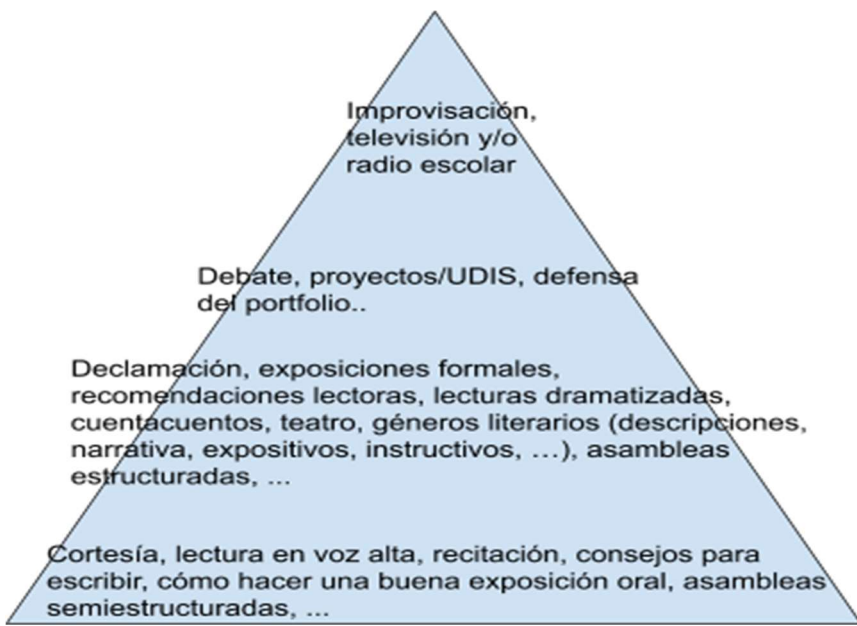 Improvisación,
televisión y/o
radio escolar
Debate, proyectos/UDIS, defensa
del portfolio..
Declamación, exposiciones formales,
recomendaciones lectoras, lecturas dramatizadas,
cuentacuentos, teatro, géneros literarios (descripciones,
narrativa, expositivos, instructivos, …), asambleas
estructuradas, ...
Cortesía, lectura en voz alta, recitación, consejos para
escribir, cómo hacer una buena exposición oral, asambleas
semiestructuradas, ...